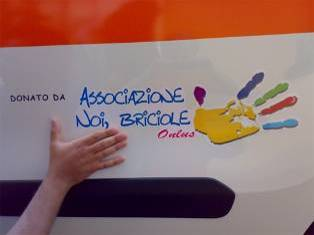 DONATO DA ASSOCIAZIONE
NOI, BRICIOLE
Onlus